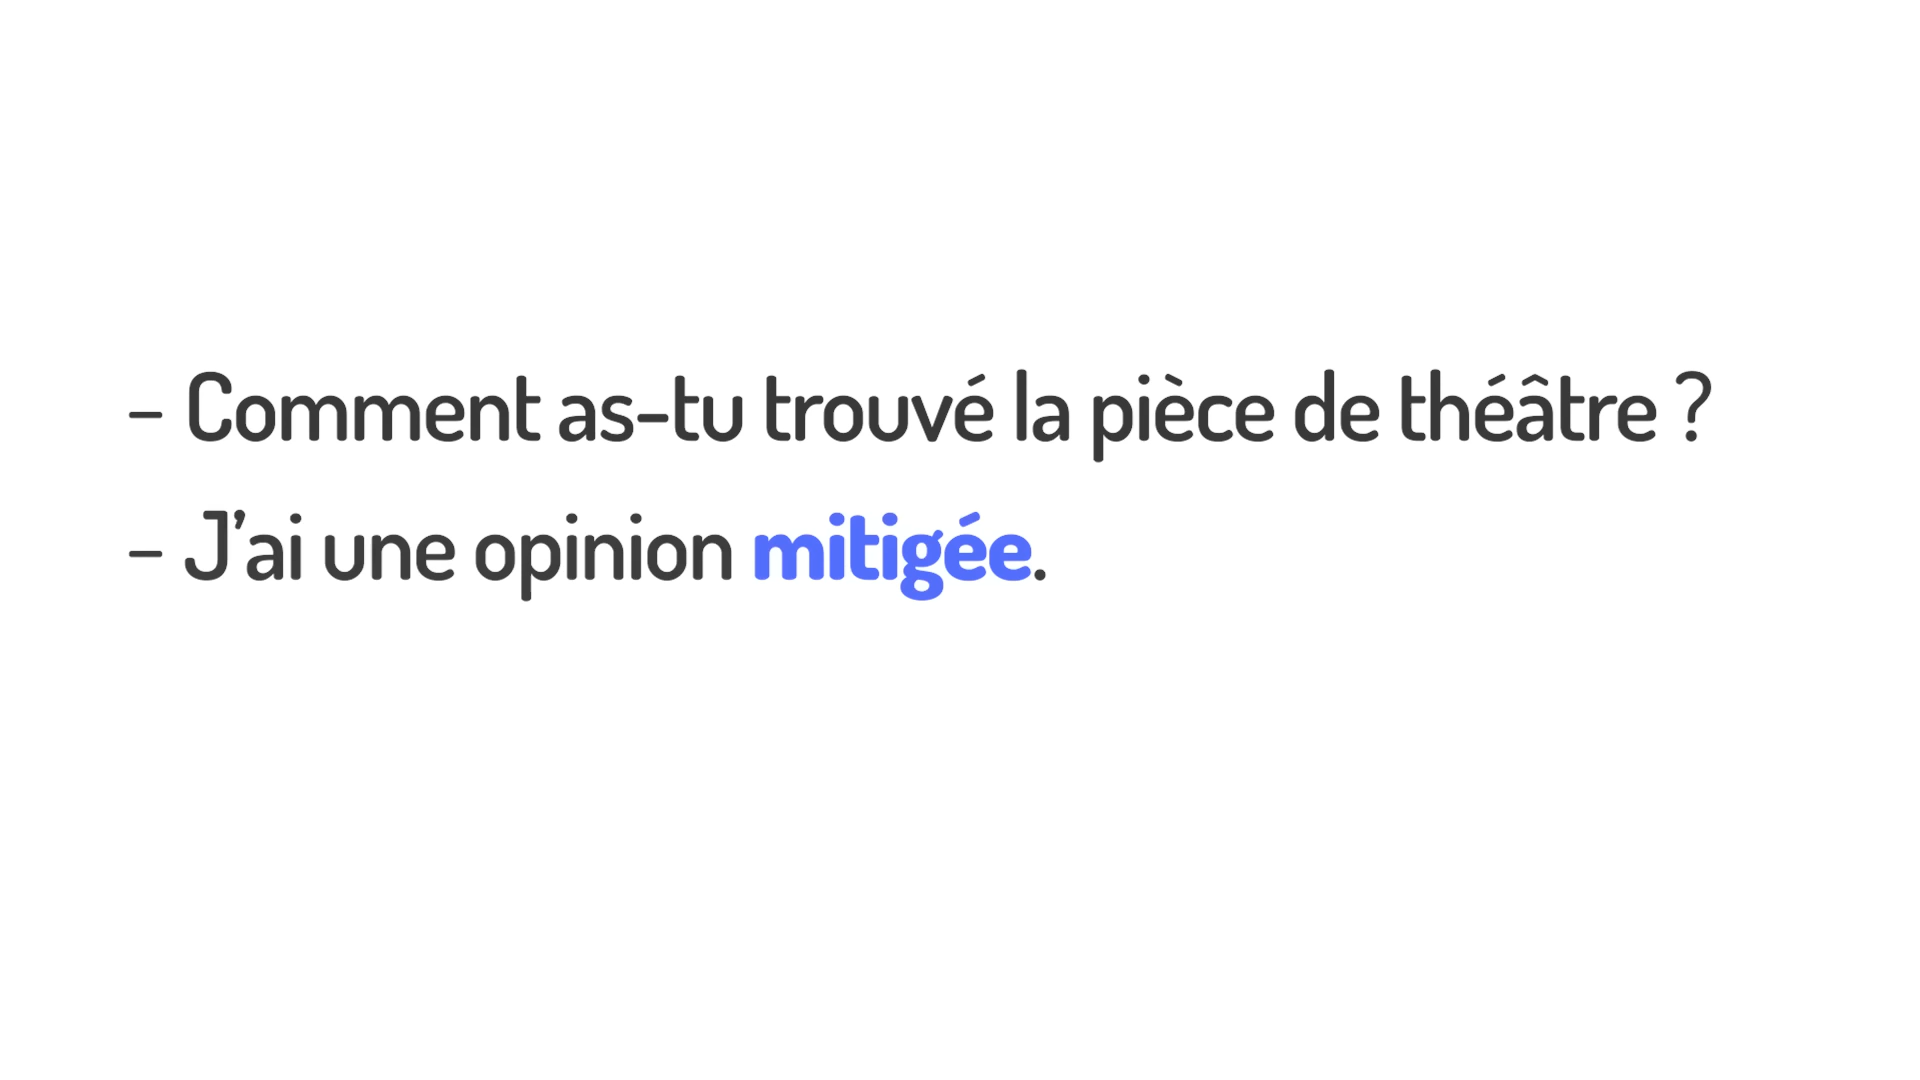 – Comment as-tu trouvé la pièce de théâtre ?
– J’ai une opinion mitigée.